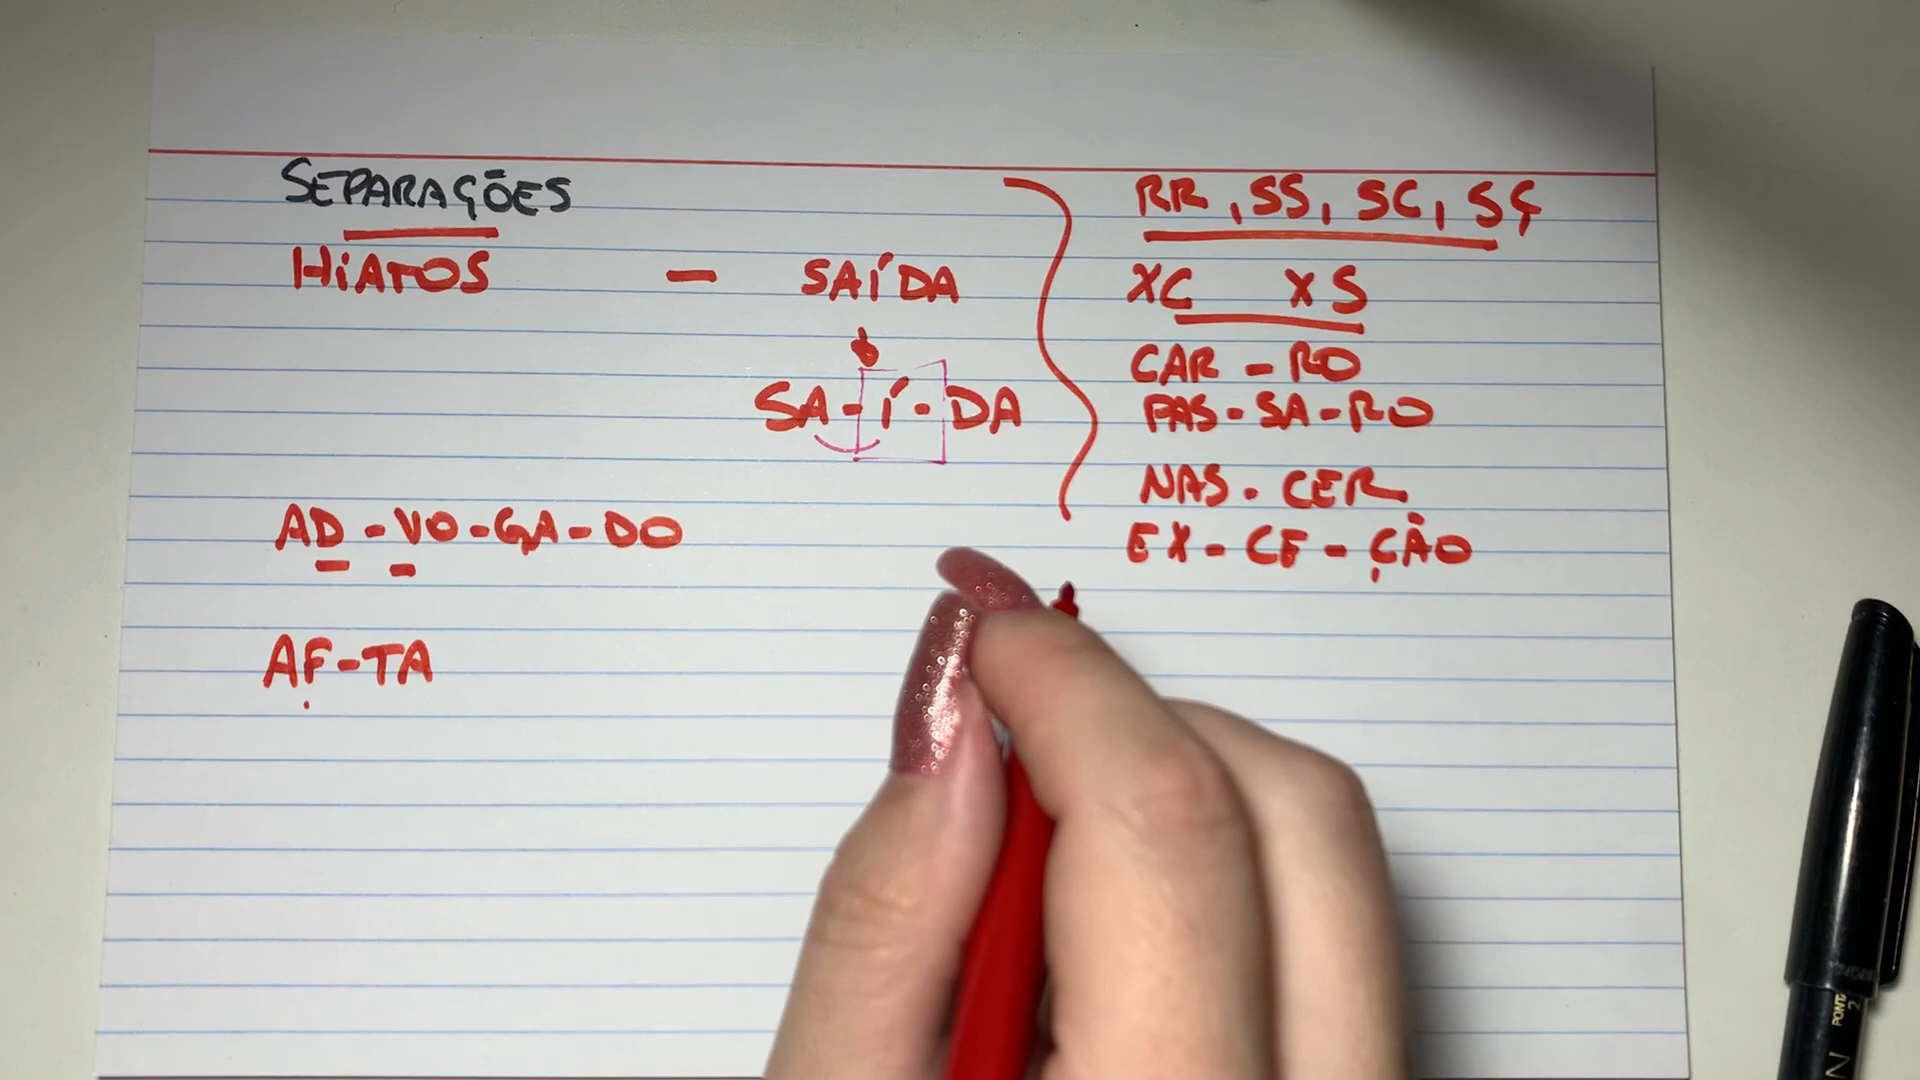 SEPARAÇÕES
HiATOS - SAÍDA
SA-Í-DA
AD-VO-GA-DO
AF-TA
RR, SS, SC, SÇ
XC XS
CAR-RO
PAS-SA-RO
NAS-CER
EX-CE-ÇÃO